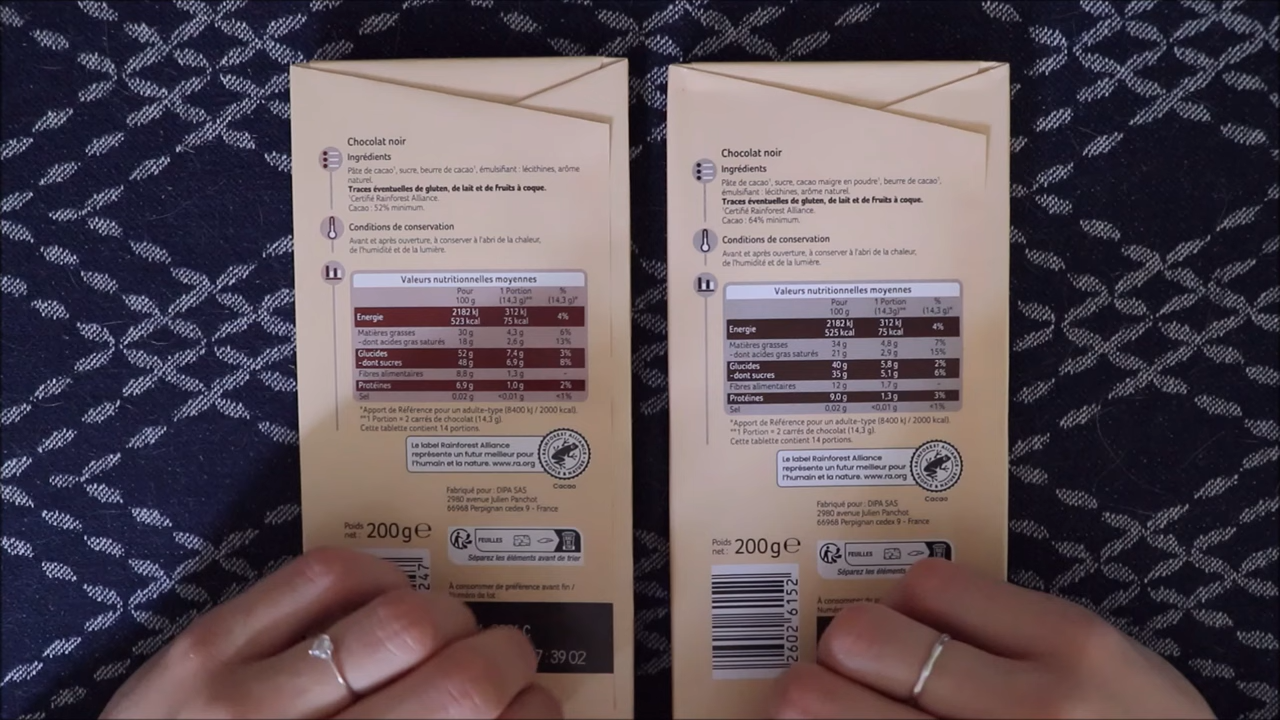 Chocolat noir
Ingrédients
Pâte de cacao¹, sucre, beurre de cacao¹, émulsifiant : lécithines, arôme
naturel.
Traces éventuelles de gluten, de lait et de fruits à coque.
¹Certifié Rainforest Alliance.
Cacao : 52% minimum.
Conditions de conservation
Avant et après ouverture, à conserver à l'abri de la chaleur,
de l'humidité et de la lumière.
Valeurs nutritionnelles moyennes
Pour 100 g 1 Portion (14,3 g)** % (14,3 g)*
Energie 2182 kJ 312 kJ 4%
523 kcal 75 kcal
Matières grasses 30 g 4,3 g 6%
-dont acides gras saturés 18 g 2,6 g 13%
Glucides 52 g 7,4 g 3%
-dont sucres 48 g 6,9 g 8%
Fibres alimentaires 8,8 g 1,3 g -
Protéines 6,9 g 1,0 g 2%
Sel 0,02 g <0,01 g <1%
*Apport de Référence pour un adulte-type (8400 kJ / 2000 kcal).
**1 Portion = 2 carrés de chocolat (14,3 g).
Cette tablette contient 14 portions.
Le label Rainforest Alliance
représente un futur meilleur pour
l'humain et la nature. www.ra.org
Cacao
Fabriqué pour : DIPA SAS
2980 avenue Julien Panchot
66968 Perpignan cedex 9 - France
Poids net : 200 g e
FEUILLES
Séparez les éléments avant de trier
247
À consommer de préférence avant fin /
Numéro de lot
7:39 02
Chocolat noir
Ingrédients
Pâte de cacao¹, sucre, cacao maigre en poudre¹, beurre de cacao¹,
émulsifiant : lécithines, arôme naturel.
Traces éventuelles de gluten, de lait et de fruits à coque.
¹Certifié Rainforest Alliance.
Cacao : 64% minimum.
Conditions de conservation
Avant et après ouverture, à conserver à l'abri de la chaleur,
de l'humidité et de la lumière.
Valeurs nutritionnelles moyennes
Pour 100 g 1 Portion (14,3g)** % (14,3 g)*
Energie 2182 kJ 312 kJ 4%
525 kcal 75 kcal
Matières grasses 34 g 4,8 g 7%
-dont acides gras saturés 21 g 2,9 g 15%
Glucides 40 g 5,8 g 2%
-dont sucres 35 g 5,1 g 6%
Fibres alimentaires 12 g 1,7 g -
Protéines 9,0 g 1,3 g 3%
Sel 0,02 g <0,01 g <1%
*Apport de Référence pour un adulte-type (8400 kJ / 2000 kcal).
**1 Portion = 2 carrés de chocolat (14,3 g).
Cette tablette contient 14 portions.
Le label Rainforest Alliance
représente un futur meilleur pour
l'humain et la nature. www.ra.org
Cacao
Fabriqué pour : DIPA SAS
2980 avenue Julien Panchot
66968 Perpignan cedex 9 - France
Poids net : 200 g e
FEUILLES
Séparez les éléments
2602 6152